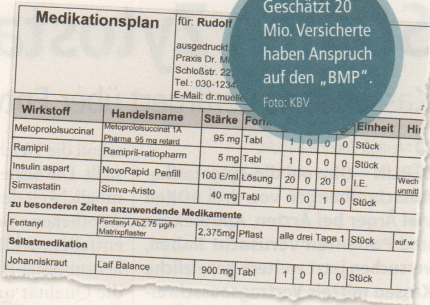 Medikationsplan
für: Rudolf
ausgedruckt
Praxis Dr.
Schloßstr. 22
Tel.: 030-1234
E-Mail:
Geschätzt 20
Mio. Versicherte
haben Anspruch
auf den „BMP“.
Foto: KBV
Wirkstoff Handelsname Stärke Einheit
Metoprololsuccinat Metoprololsuccinat 1A Pharma 95 mg retard 95 mg Tabl 1 0 0 0 Stück
Ramipril Ramipril-ratiopharm 5 mg Tabl 1 0 0 0 Stück
Insulin aspart NovoRapid Penfill 100 E/ml Lösung 20 0 20 0 I.E.
Simvastatin Simva-Aristo 40 mg Tabl 0 0 1 0 Stück
zu besonderen Zeiten anzuwendende Medikamente
Fentanyl Fentanyl AbZ 75 µg/h Matrixpflaster 2,375mg Pflast alle drei Tage 1 Stück auf
Selbstmedikation
Johanniskraut Laif Balance 900 mg Tabl 1 0 0 0 Stück